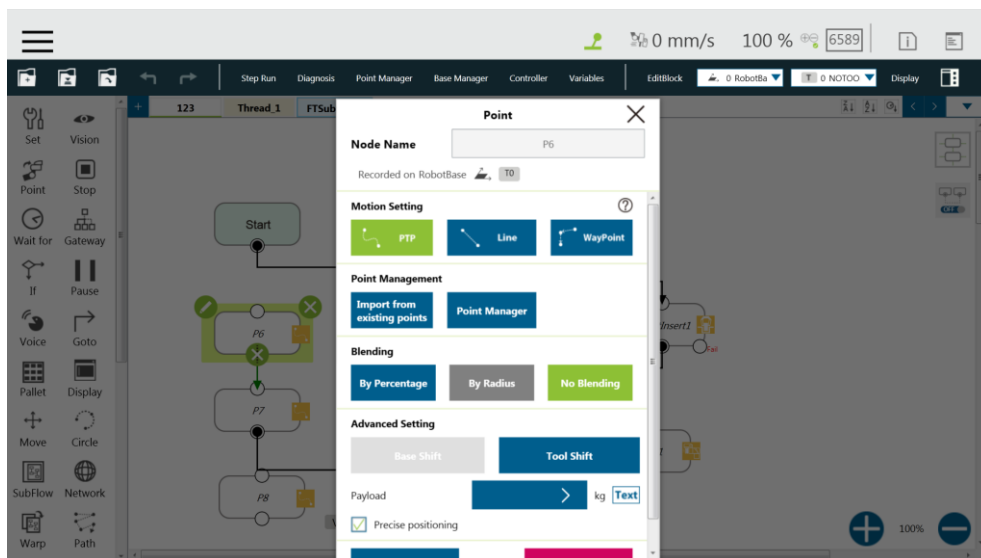 0 mm/s
100 %
6589
Step Run
Diagnosis
Point Manager
Base Manager
Controller
Variables
EditBlock
0 RobotBa
T 0 NOTOO
Display
123
Thread_1
FTSub
Set
Vision
Point
Stop
Wait for
Gateway
If
Pause
Voice
Goto
Pallet
Display
Move
Circle
SubFlow
Network
Warp
Path
Start
P6
P7
P8
Point
Node Name
P6
Recorded on RobotBase
T0
Motion Setting
PTP
Line
WayPoint
Point Management
Import from
existing points
Point Manager
Blending
By Percentage
By Radius
No Blending
Advanced Setting
Base Shift
Tool Shift
Payload
kg
Text
Precise positioning
Fail
OFF
100%